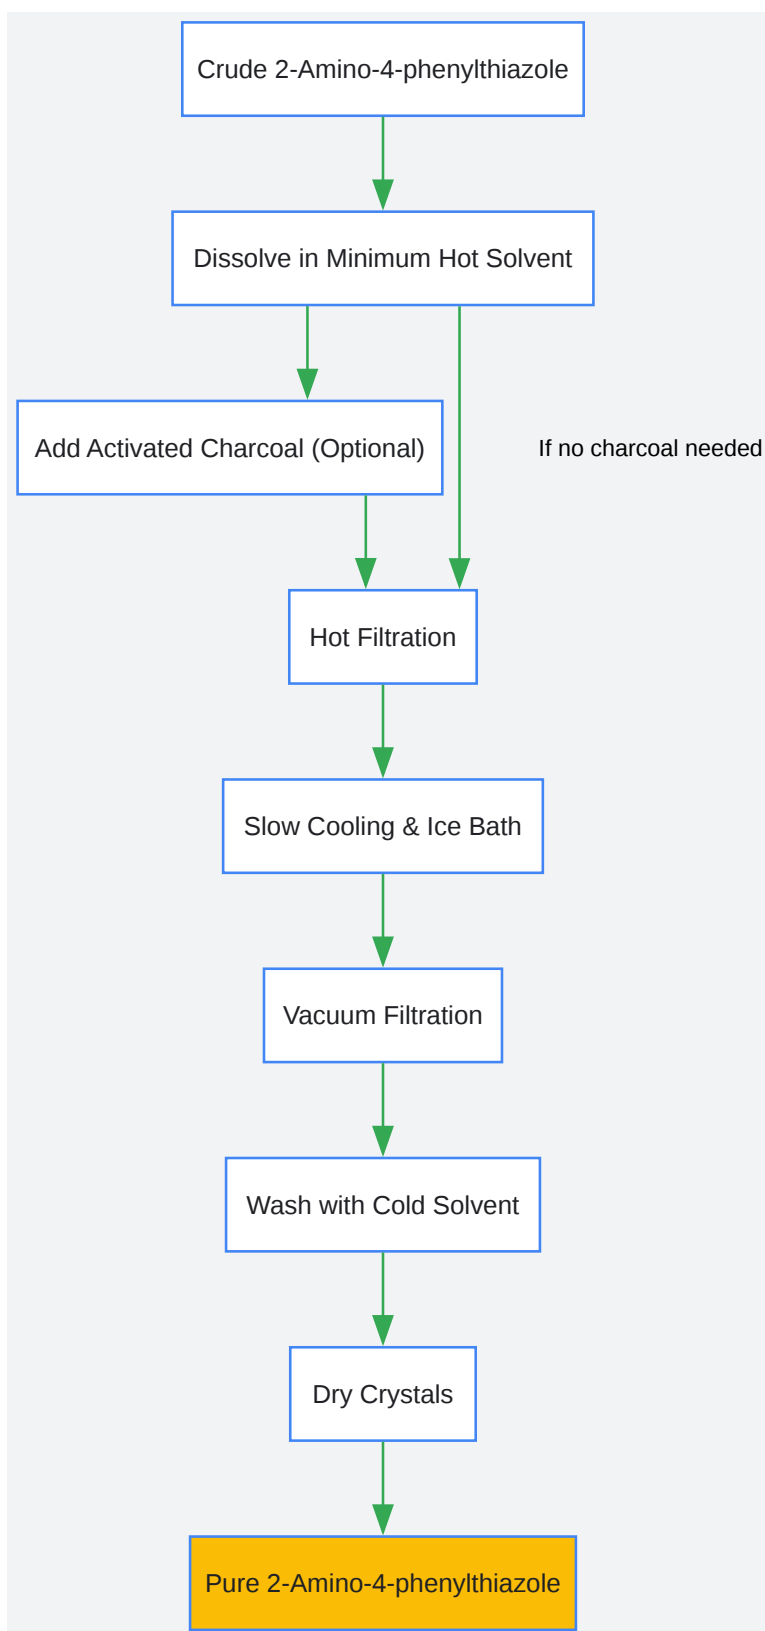 Crude 2-Amino-4-phenylthiazole
Dissolve in Minimum Hot Solvent
Add Activated Charcoal (Optional)
If no charcoal needed
Hot Filtration
Slow Cooling & Ice Bath
Vacuum Filtration
Wash with Cold Solvent
Dry Crystals
Pure 2-Amino-4-phenylthiazole